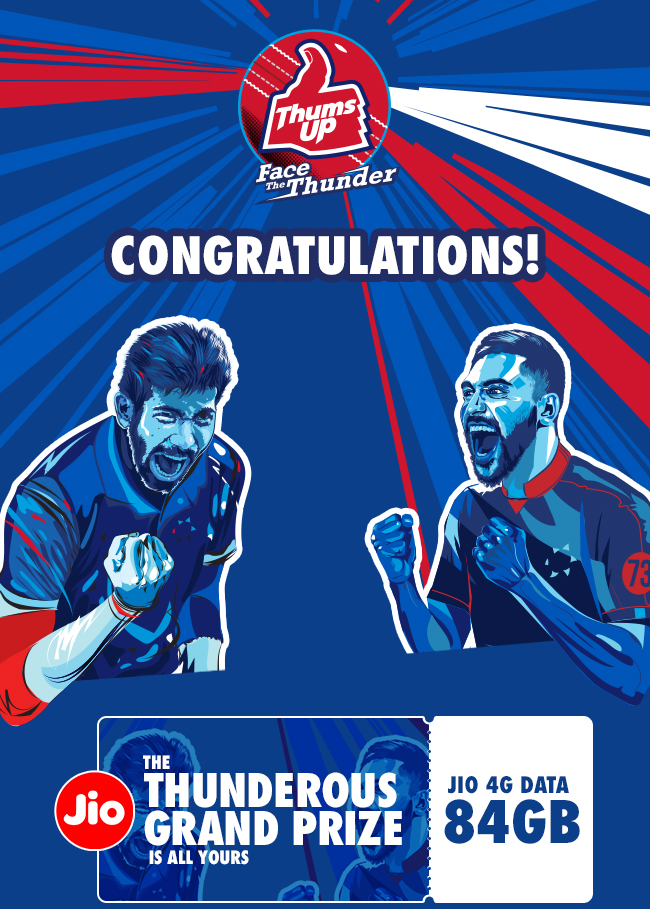 Thums
Up
Face
The Thunder
CONGRATULATIONS!
73
THE
THUNDEROUS
GRAND PRIZE
IS ALL YOURS
Jio
JIO 4G DATA
84GB